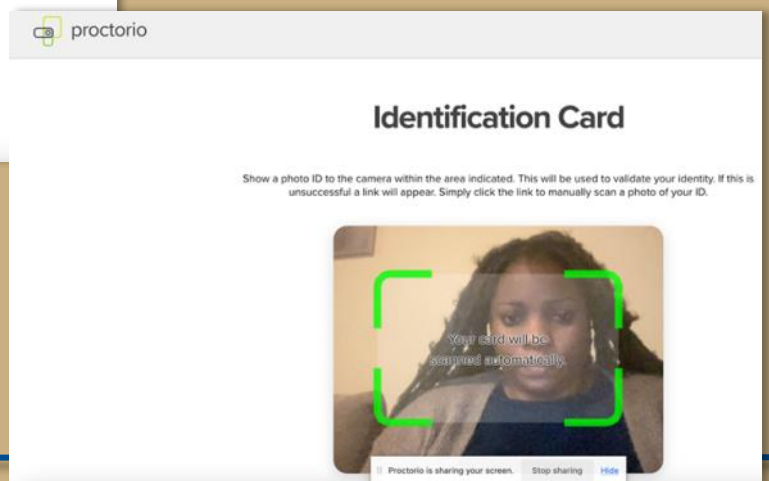 proctorio
Identification Card
Show a photo ID to the camera within the area indicated. This will be used to validate your identity. If this is
unsuccessful a link will appear. Simply click the link to manually scan a photo of your ID.
Your card will be
scanned automatically.
Proctorio is sharing your screen. Stop sharing Hide